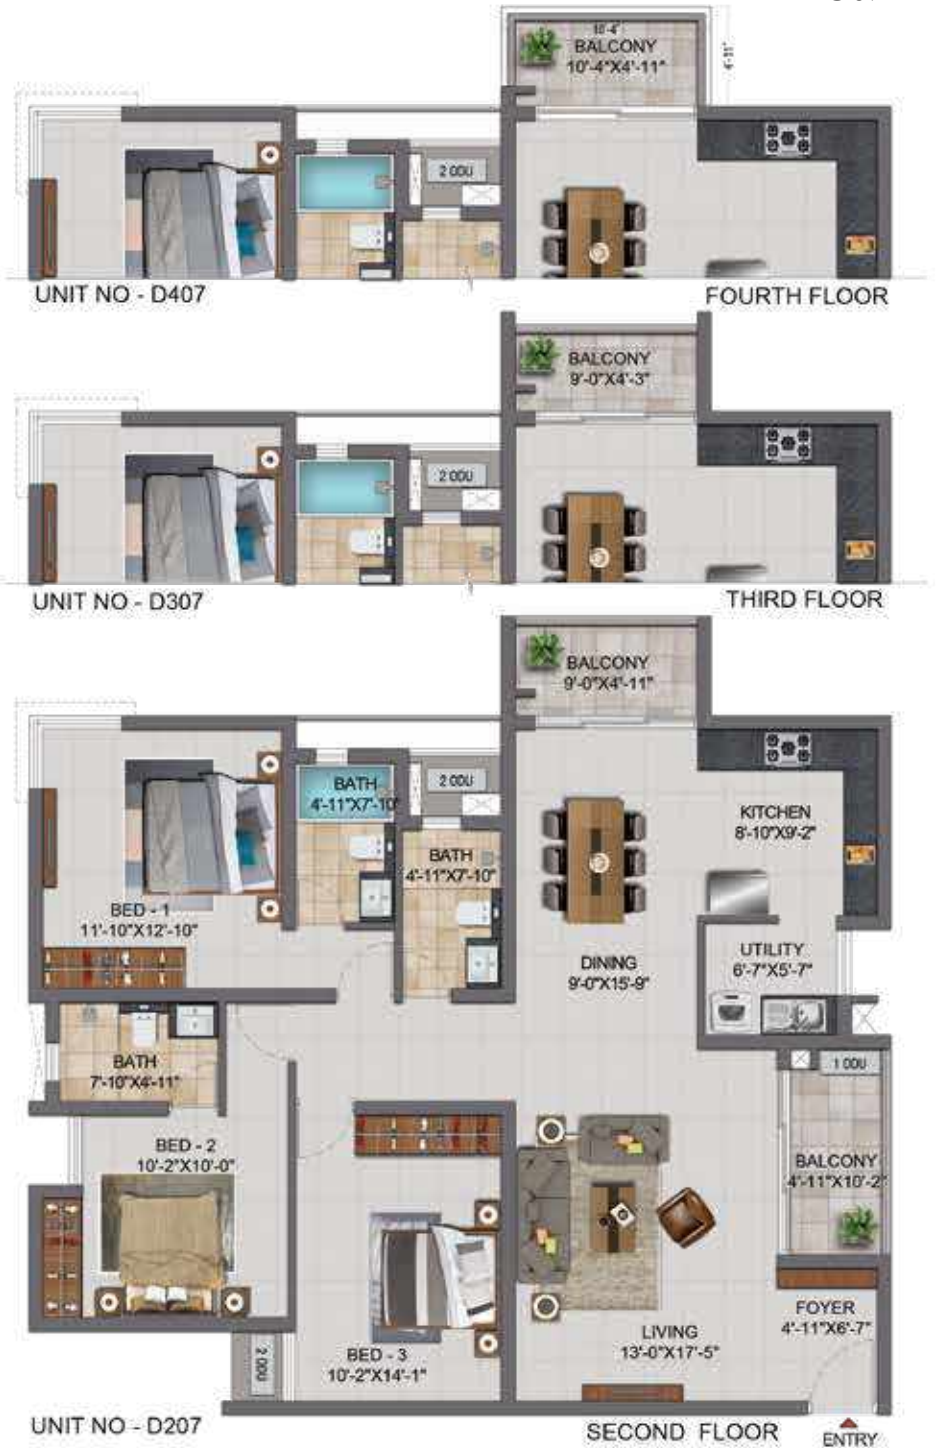 10'-4"
BALCONY
10'-4"X4'-11"
4'-11"
2 ODU
UNIT NO - D407
FOURTH FLOOR
BALCONY
9'-0"X4'-3"
2 ODU
UNIT NO - D307
THIRD FLOOR
BALCONY
9'-0"X4'-11"
BATH
4'-11"X7'-10"
2 ODU
KITCHEN
8'-10"X9'-2"
BATH
4'-11"X7'-10"
BED - 1
11'-10"X12'-10"
UTILITY
6'-7"X5'-7"
DINING
9'-0"X15'-9"
BATH
7'-10"X4'-11"
1 ODU
BED - 2
10'-2"X10'-0"
BALCONY
4'-11"X10'-2"
FOYER
4'-11"X6'-7"
LIVING
13'-0"X17'-5"
BED - 3
10'-2"X14'-1"
2 ODU
UNIT NO - D207
SECOND FLOOR
ENTRY